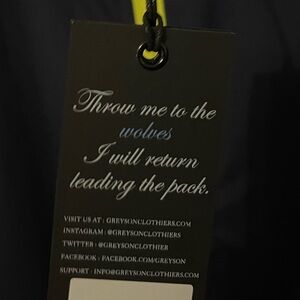 Throw me to the
wolves
I will return
leading the pack.
VISIT US AT : GREYSONCLOTHIERS.COM
INSTAGRAM : @GREYSONCLOTHIERS
TWITTER : @GREYSONCLOTHIER
FACEBOOK : FACEBOOK.COM/GREYSON
SUPPORT : INFO@GREYSONCLOTHIERS.COM